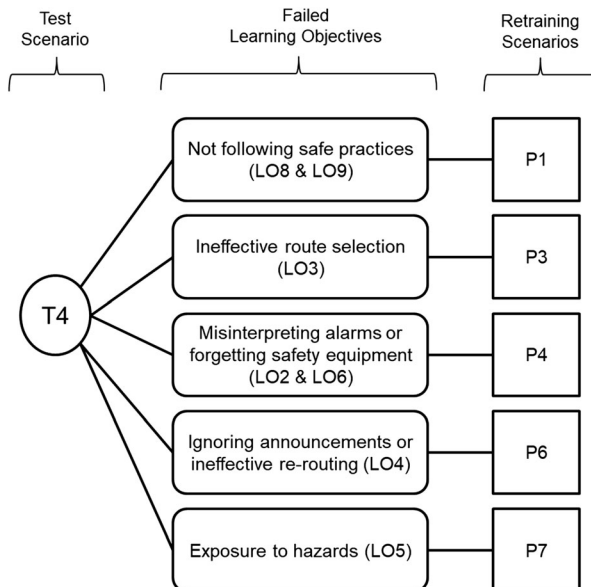 Test
Scenario
Failed
Learning Objectives
Retraining
Scenarios
T4
Not following safe practices
(LO8 & LO9)
P1
Ineffective route selection
(LO3)
P3
Misinterpreting alarms or
forgetting safety equipment
(LO2 & LO6)
P4
Ignoring announcements or
ineffective re-routing (LO4)
P6
Exposure to hazards (LO5)
P7